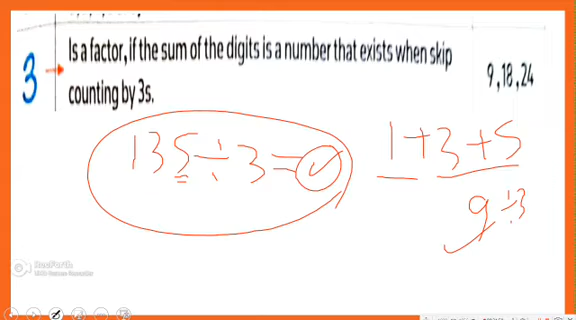 3 Is a factor, if the sum of the digits is a number that exists when skip
counting by 3s.
9,18,24
135÷3=✓
1+3+5
9÷3